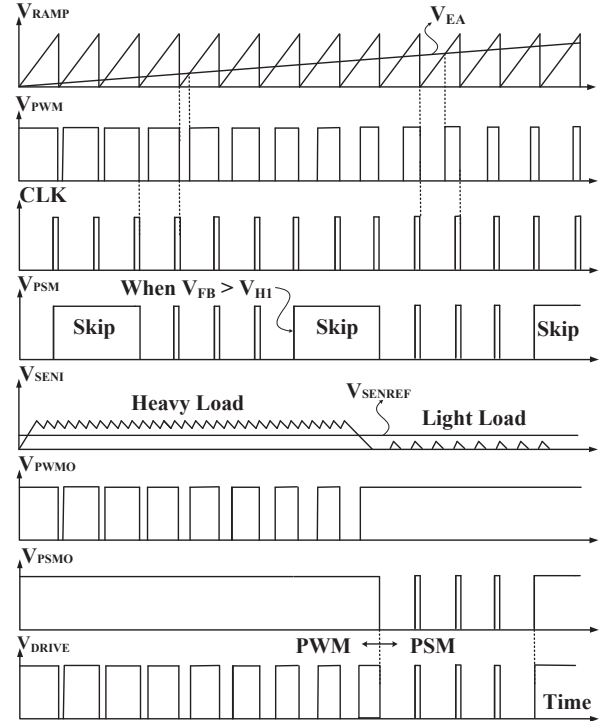 VRAMP
VEA
VPWM
CLK
VPSM
When VFB > VH1
Skip
Skip
Skip
VSENI
Heavy Load
VSENREF
Light Load
VPWMO
VPSMO
PWM
PSM
VDRIVE
Time